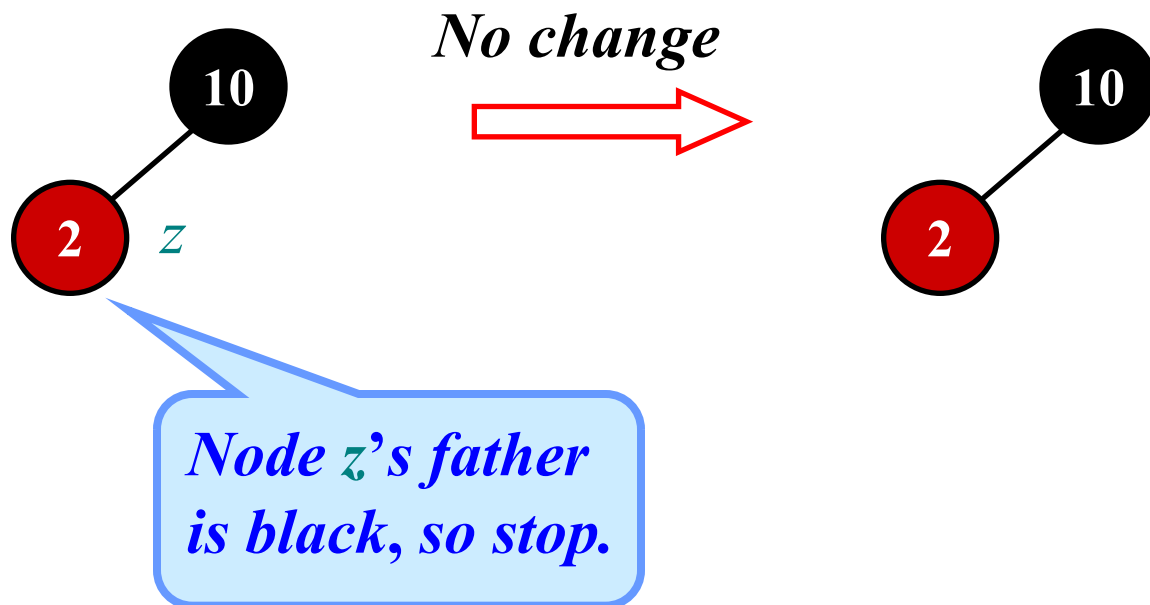 No change
10
10
2
z
2
Node z's father
is black, so stop.